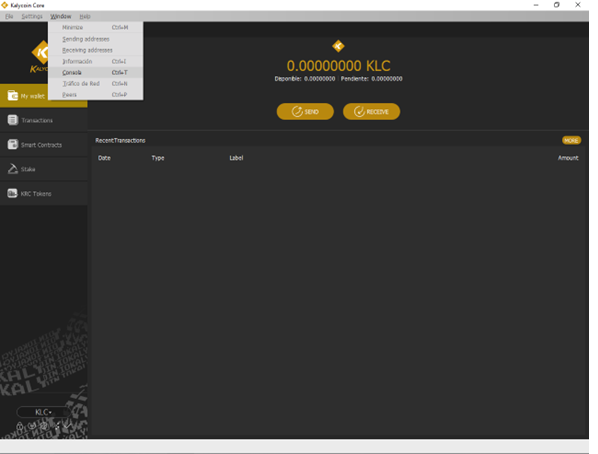 Kalycoin Core
File Settings Window Help
Minimize Ctrl+M
Sending addresses
Receiving addresses
Información Ctrl+I
Consola Ctrl+T
Tráfico de Red Ctrl+N
Ctrl+P
0.00000000 KLC
Disponible: 0.00000000 Pendente: 0.00000000
SEND RECEIVE
My wallet
Transactions
Smart Contracts
Stake
KRC Tokens
RecentTransactions MORE
Date Type Label Amount
KLC